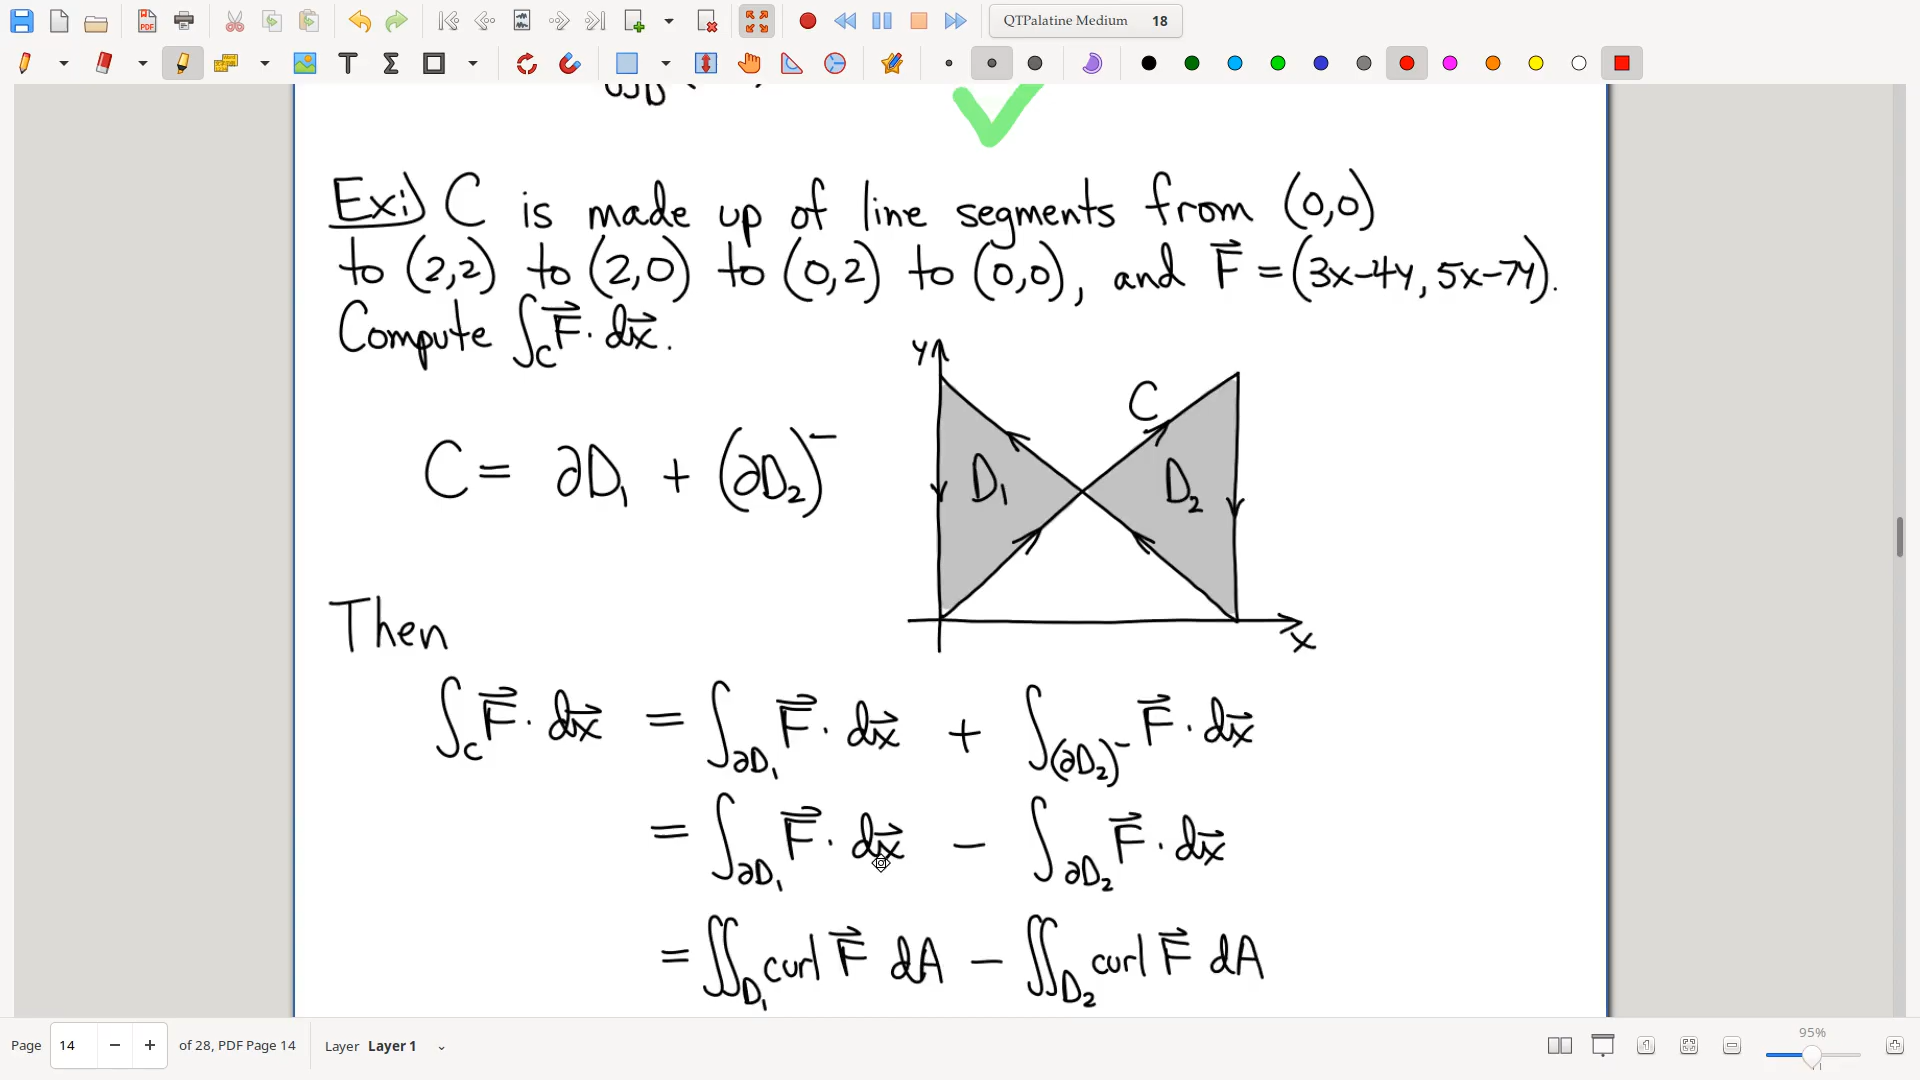 QTPalatine Medium 18
Ex:) C is made up of line segments from (0,0)
to (2,2) to (2,0) to (0,2) to (0,0), and F⃗ = (3x−4y, 5x−7y).
Compute ∫_C F⃗ · dx⃗.
y
C
D₁ D₂
x
C = ∂D₁ + (∂D₂)⁻
Then
∫_C F⃗ · dx⃗ = ∫_∂D₁ F⃗ · dx⃗ + ∫_(∂D₂)⁻ F⃗ · dx⃗
= ∫_∂D₁ F⃗ · dx⃗ − ∫_∂D₂ F⃗ · dx⃗
= ∬_D₁ curl F⃗ dA − ∬_D₂ curl F⃗ dA
Page 14 − + of 28, PDF Page 14 Layer Layer 1 95%